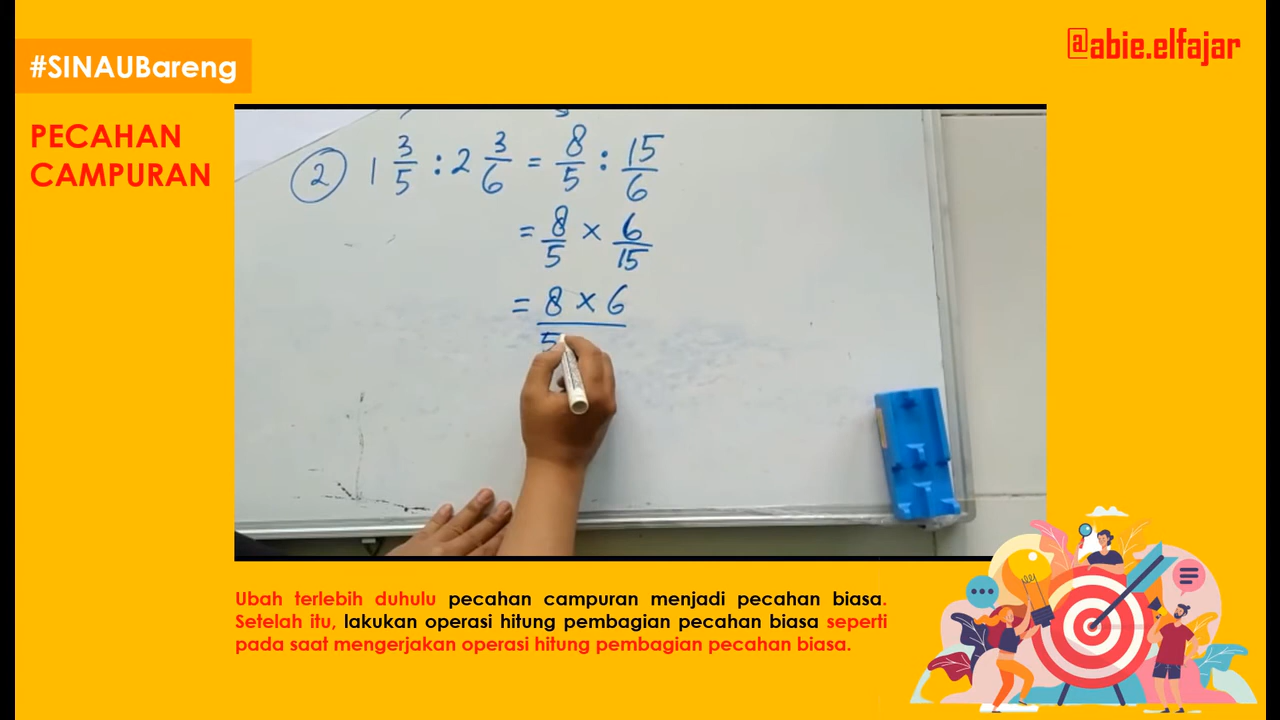 #SINAUBareng
@abie.elfajar
PECAHAN
CAMPURAN
2 1 3/5 : 2 3/6 = 8/5 : 15/6
= 8/5 × 6/15
= 8 × 6
5
Ubah terlebih duhulu pecahan campuran menjadi pecahan biasa.
Setelah itu, lakukan operasi hitung pembagian pecahan biasa seperti
pada saat mengerjakan operasi hitung pembagian pecahan biasa.